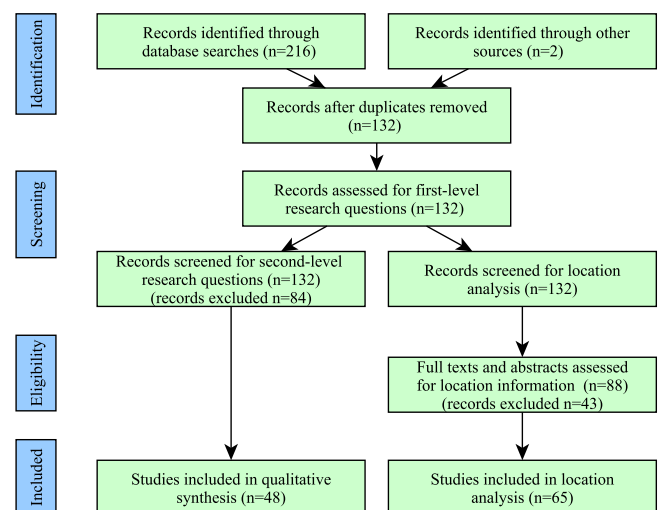 Identification
Records identified through
database searches (n=216)
Records identified through other
sources (n=2)
Records after duplicates removed
(n=132)
Screening
Records assessed for first-level
research questions (n=132)
Records screened for second-level
research questions (n=132)
(records excluded n=84)
Records screened for location
analysis (n=132)
Eligibility
Full texts and abstracts assessed
for location information (n=88)
(records excluded n=43)
Included
Studies included in qualitative
synthesis (n=48)
Studies included in location
analysis (n=65)